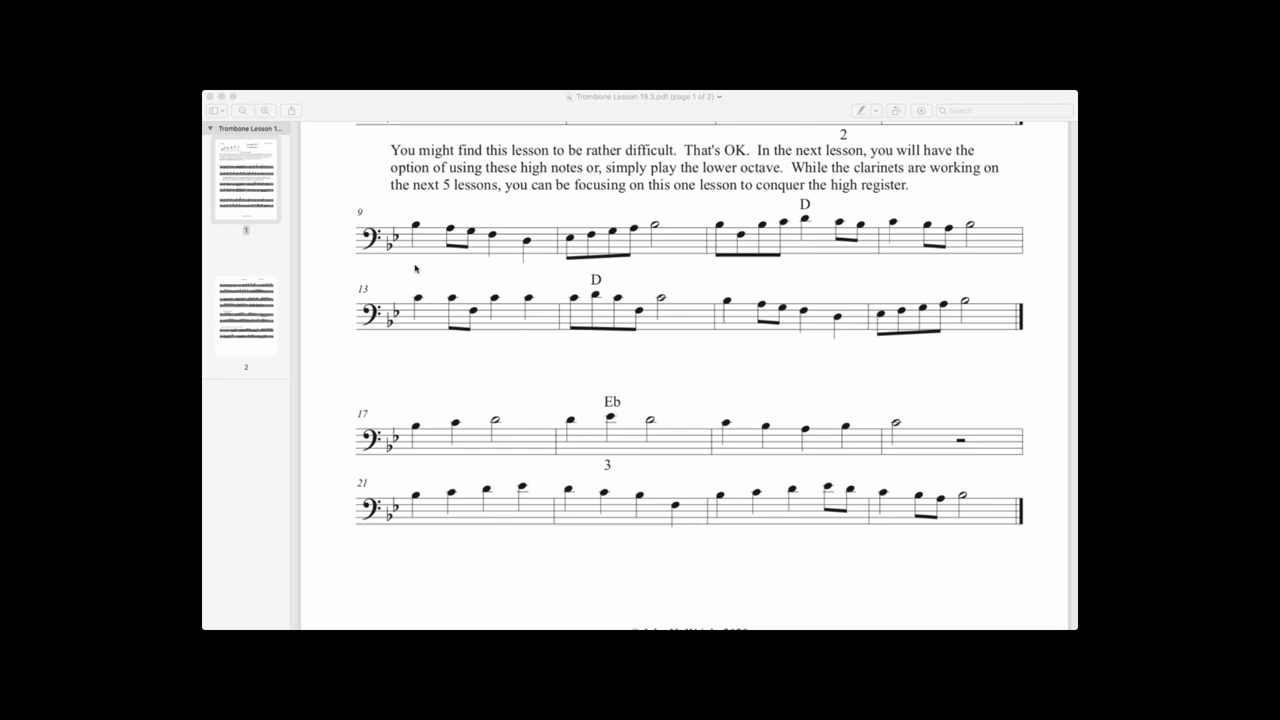 Trombone Lesson 19.3.pdf (page 1 of 2)
Search
Trombone Lesson 1...
1
2
2
You might find this lesson to be rather difficult. That's OK. In the next lesson, you will have the
option of using these high notes or, simply play the lower octave. While the clarinets are working on
the next 5 lessons, you can be focusing on this one lesson to conquer the high register.
D
9
D
13
Eb
17
3
21